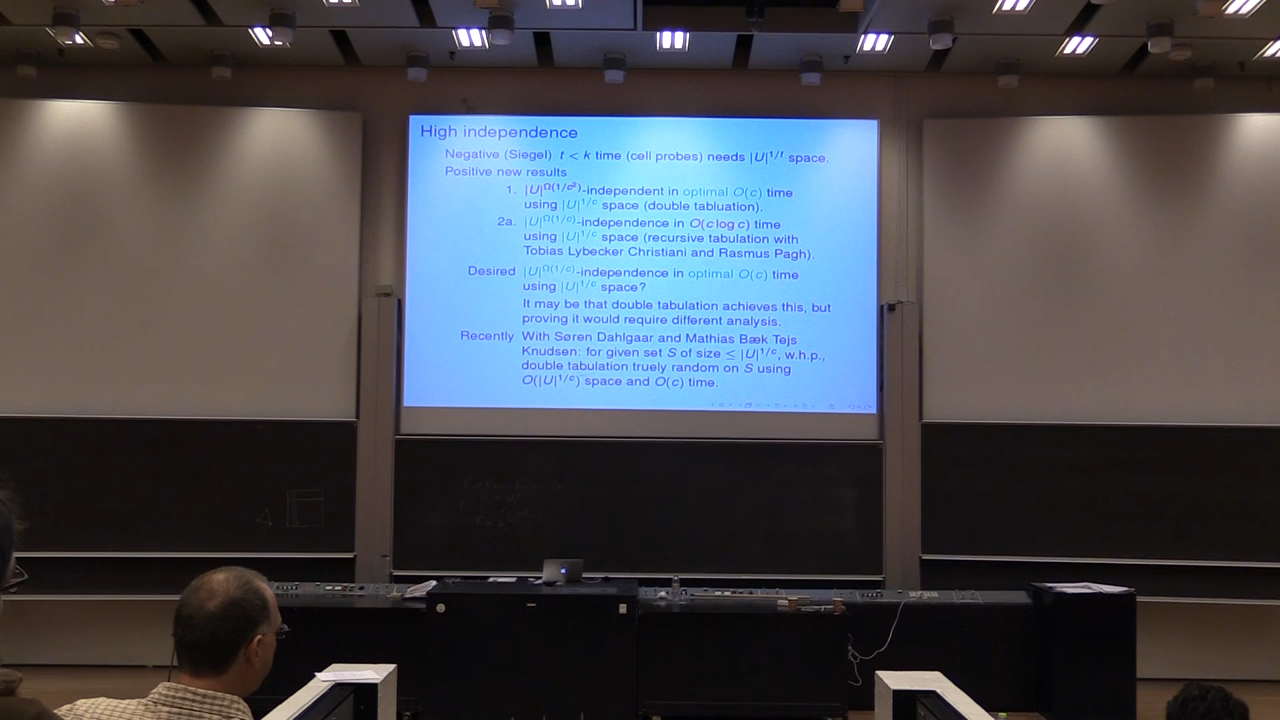 High independence
Negative (Siegel) t < k time (cell probes) needs |U|^{1/t} space.
Positive new results
1. |U|^{Ω(1/c²)}-independent in optimal O(c) time
using |U|^{1/c} space (double tabluation).
2a. |U|^{Ω(1/c)}-independence in O(c log c) time
using |U|^{1/c} space (recursive tabulation with
Tobias Lybecker Christiani and Rasmus Pagh).
Desired |U|^{Ω(1/c)}-independence in optimal O(c) time
using |U|^{1/c} space?
It may be that double tabulation achieves this, but
proving it would require different analysis.
Recently With Søren Dahlgaar and Mathias Bæk Tejs
Knudsen: for given set S of size ≤ |U|^{1/c}, w.h.p.,
double tabulation truely random on S using
O(|U|^{1/c}) space and O(c) time.